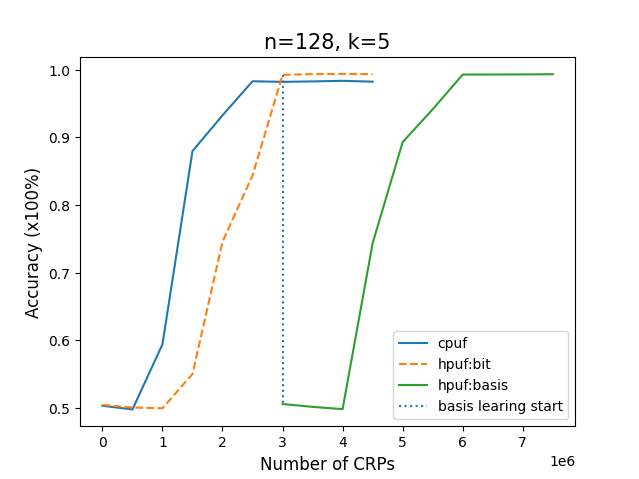 n=128, k=5
Accuracy (x100%)
1.0
0.9
0.8
0.7
0.6
0.5
0 1 2 3 4 5 6 7
1e6
Number of CRPs
cpuf
hpuf:bit
hpuf:basis
basis learing start